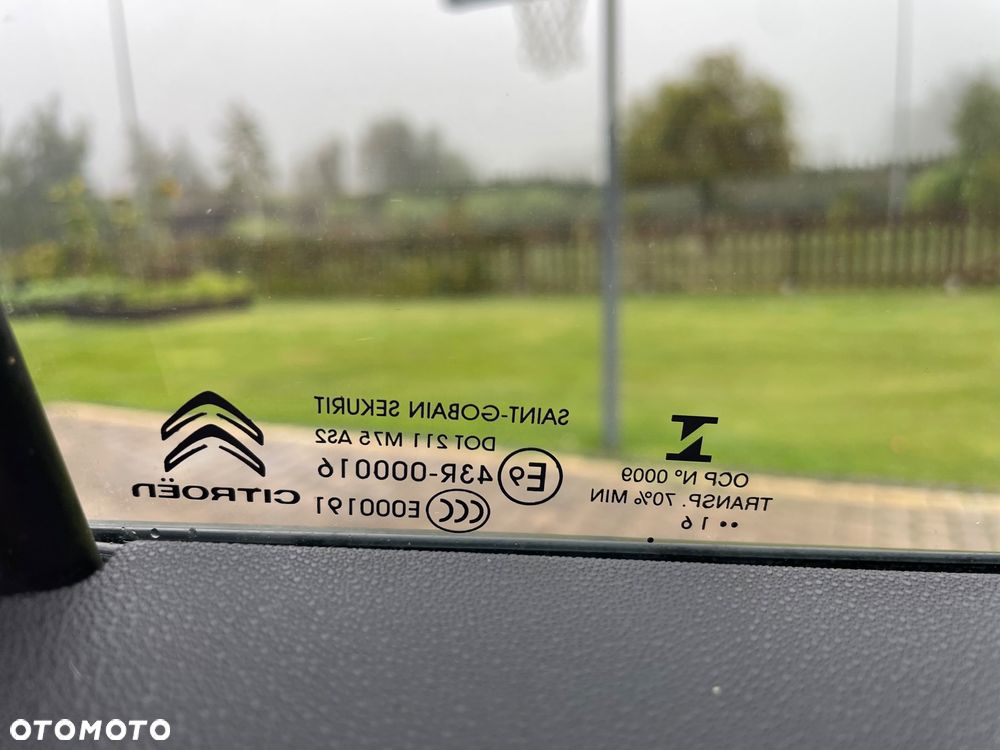 CITROËN
SAINT-GOBAIN SEKURIT
DOT 211 M75 AS2
E9 43R-000016
CCC E000191
OCP Nº 0009
TRANSP. 70% MIN
•• 16
OTOMOTO